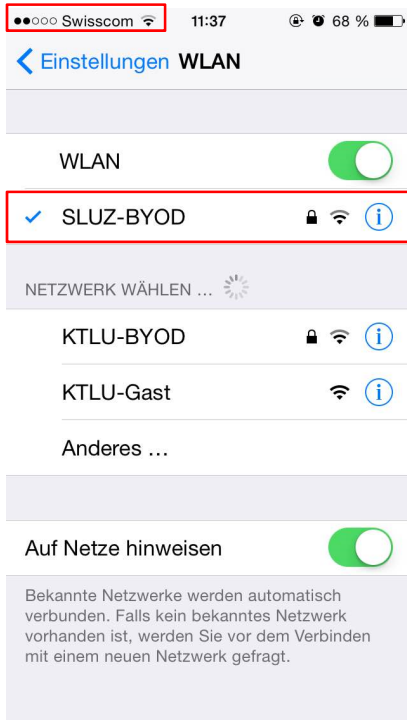 Swisscom 11:37 68 %
Einstellungen WLAN
WLAN
SLUZ-BYOD
NETZWERK WÄHLEN ...
KTLU-BYOD
KTLU-Gast
Anderes ...
Auf Netze hinweisen
Bekannte Netzwerke werden automatisch
verbunden. Falls kein bekanntes Netzwerk
vorhanden ist, werden Sie vor dem Verbinden
mit einem neuen Netzwerk gefragt.